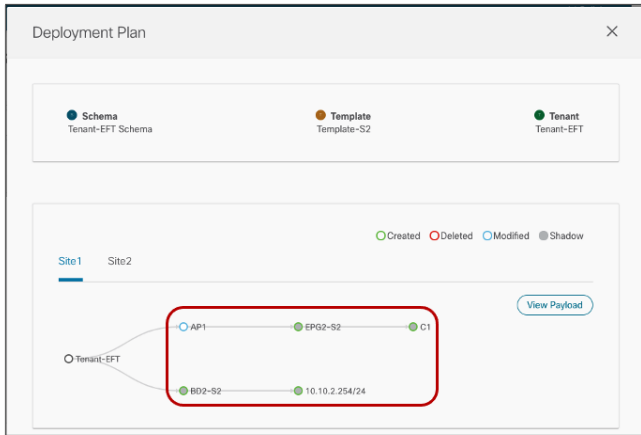 Deployment Plan
Schema
Tenant-EFT Schema
Template
Template-S2
Tenant
Tenant-EFT
Created Deleted Modified Shadow
Site1 Site2
View Payload
AP1 EPG2-S2 C1
Tenant-EFT
BD2-S2 10.10.2.254/24